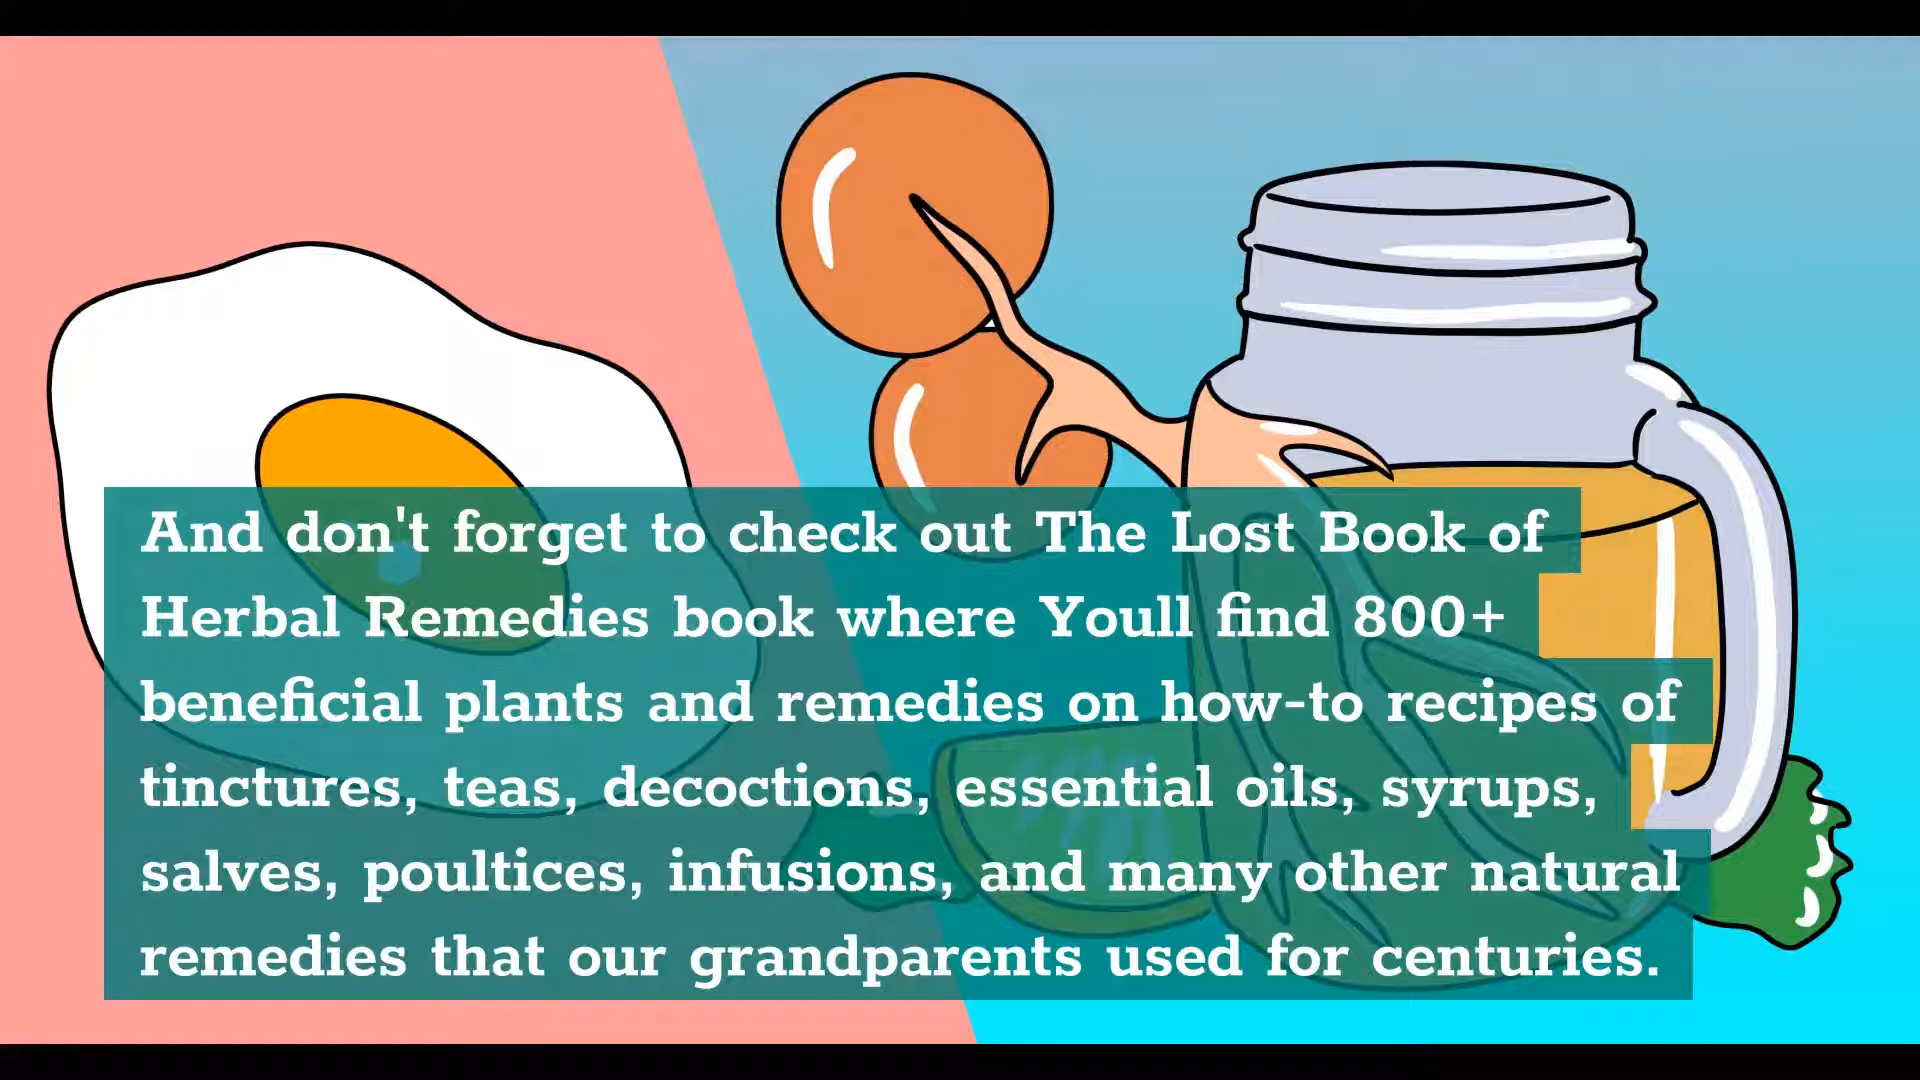 And don't forget to check out The Lost Book of
Herbal Remedies book where Youll find 800+
beneficial plants and remedies on how-to recipes of
tinctures, teas, decoctions, essential oils, syrups,
salves, poultices, infusions, and many other natural
remedies that our grandparents used for centuries.